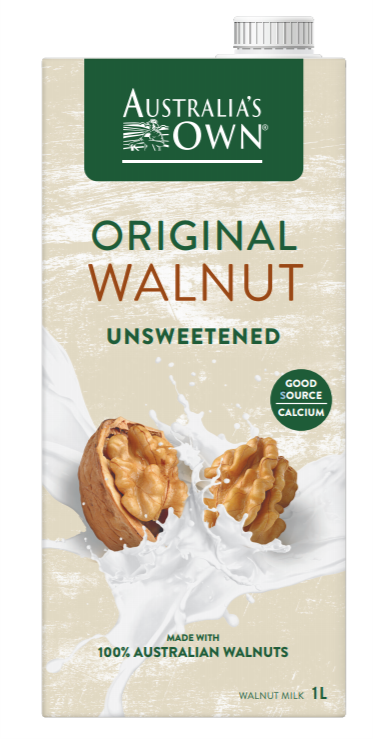 AUSTRALIA'S
OWN®
ORIGINAL
WALNUT
UNSWEETENED
GOOD
SOURCE
CALCIUM
MADE WITH
100% AUSTRALIAN WALNUTS
WALNUT MILK 1L